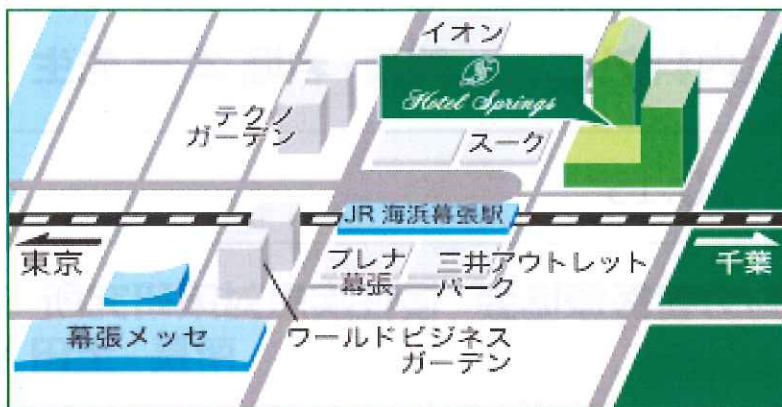 イオン
Hotel Springs
テクノ
ガーデン
スーク
JR 海浜幕張駅
東京
プレナ
幕張
三井アウトレット
パーク
千葉
幕張メッセ
ワールドビジネス
ガーデン